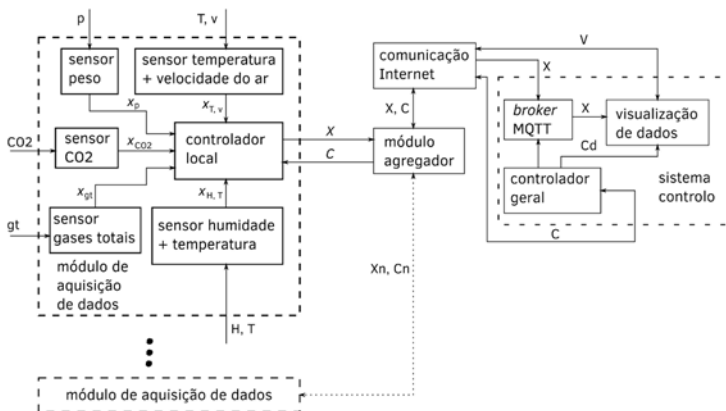 p
T, v
sensor
peso
sensor temperatura
+ velocidade do ar
xp
xT, v
CO2
sensor
CO2
xCO2
controlador
local
X
C
xgt
xH, T
gt
sensor
gases totais
sensor humidade
+ temperatura
módulo de
aquisição
de dados
H, T
módulo de aquisição de dados
comunicação
Internet
X, C
módulo
agregador
Xn, Cn
V
X
broker
MQTT
X
visualização
de dados
Cd
controlador
geral
sistema
controlo
C